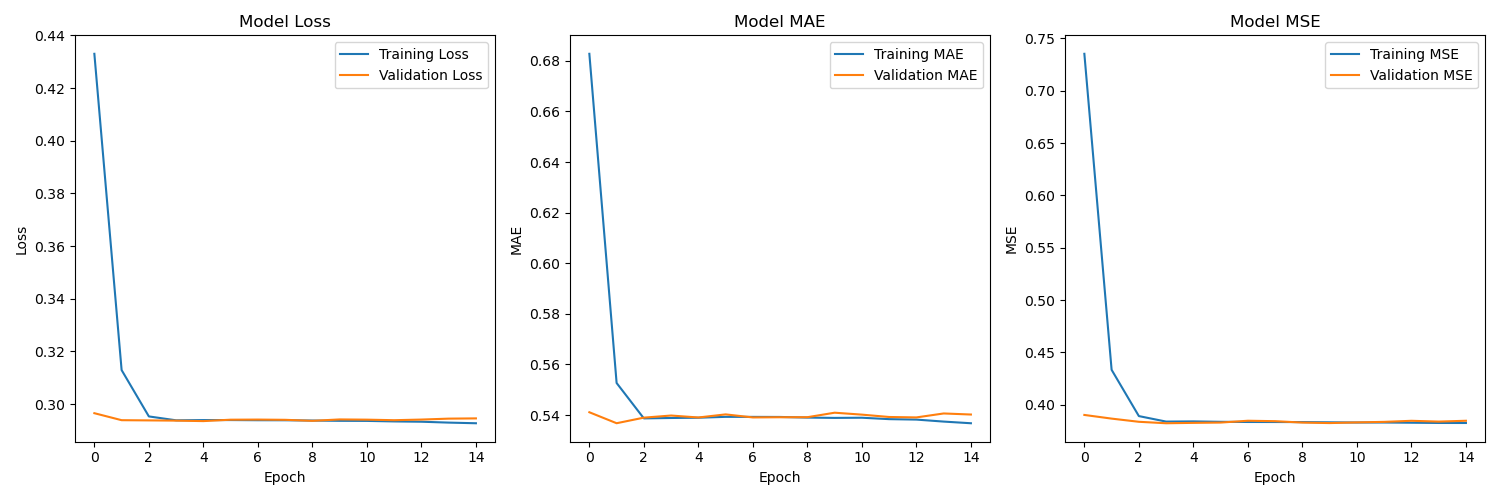 Model Loss
Training Loss
Validation Loss
0.44
0.42
0.40
0.38
0.36
0.34
0.32
0.30
Loss
0 2 4 6 8 10 12 14
Epoch
Model MAE
Training MAE
Validation MAE
0.68
0.66
0.64
0.62
0.60
0.58
0.56
0.54
MAE
0 2 4 6 8 10 12 14
Epoch
Model MSE
Training MSE
Validation MSE
0.75
0.70
0.65
0.60
0.55
0.50
0.45
0.40
MSE
0 2 4 6 8 10 12 14
Epoch